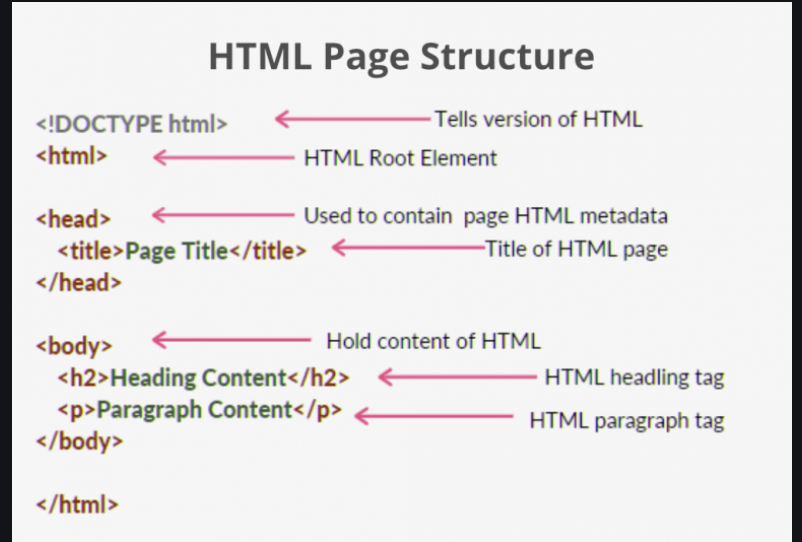 HTML Page Structure
<!DOCTYPE html> Tells version of HTML
<html> HTML Root Element
<head> Used to contain page HTML metadata
<title>Page Title</title> Title of HTML page
</head>
<body> Hold content of HTML
<h2>Heading Content</h2> HTML headling tag
<p>Paragraph Content</p> HTML paragraph tag
</body>
</html>